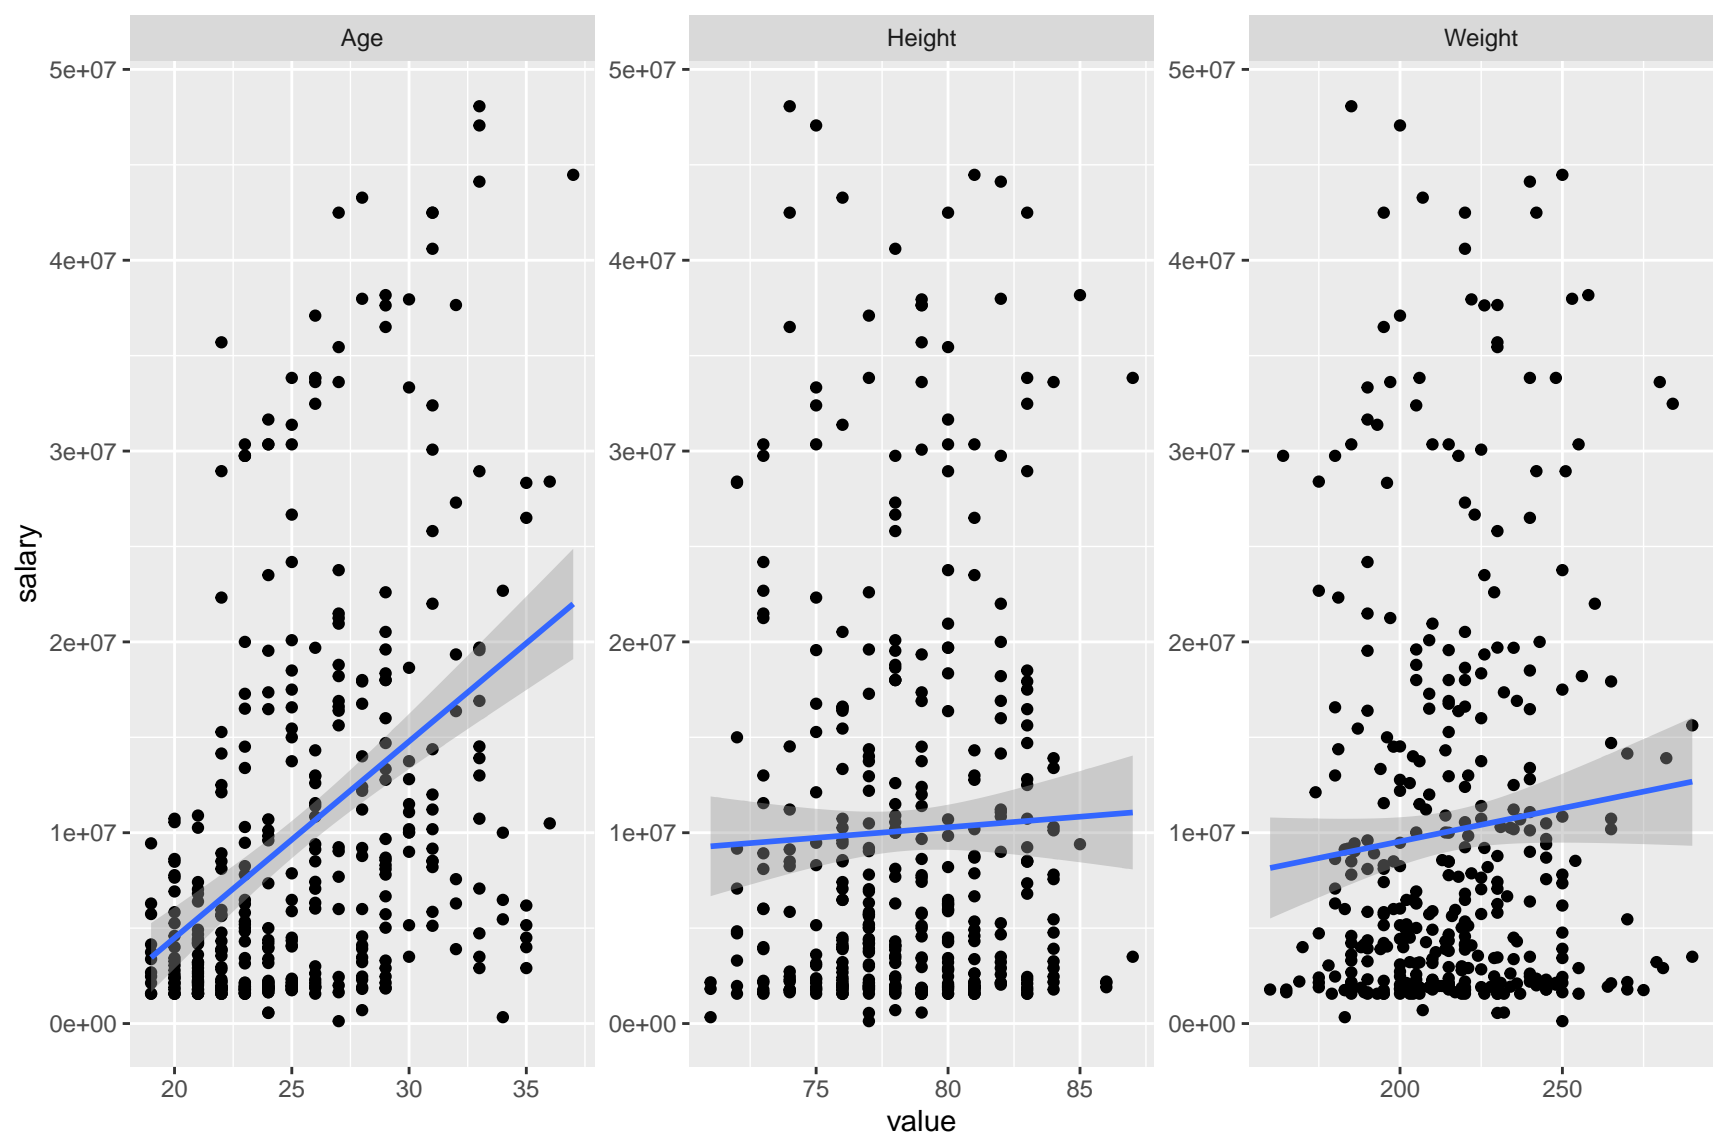 Age Height Weight
5e+07 5e+07 5e+07
4e+07 4e+07 4e+07
3e+07 3e+07 3e+07
salary
2e+07 2e+07 2e+07
1e+07 1e+07 1e+07
0e+00 0e+00 0e+00
20 25 30 35 75 80 85 200 250
value